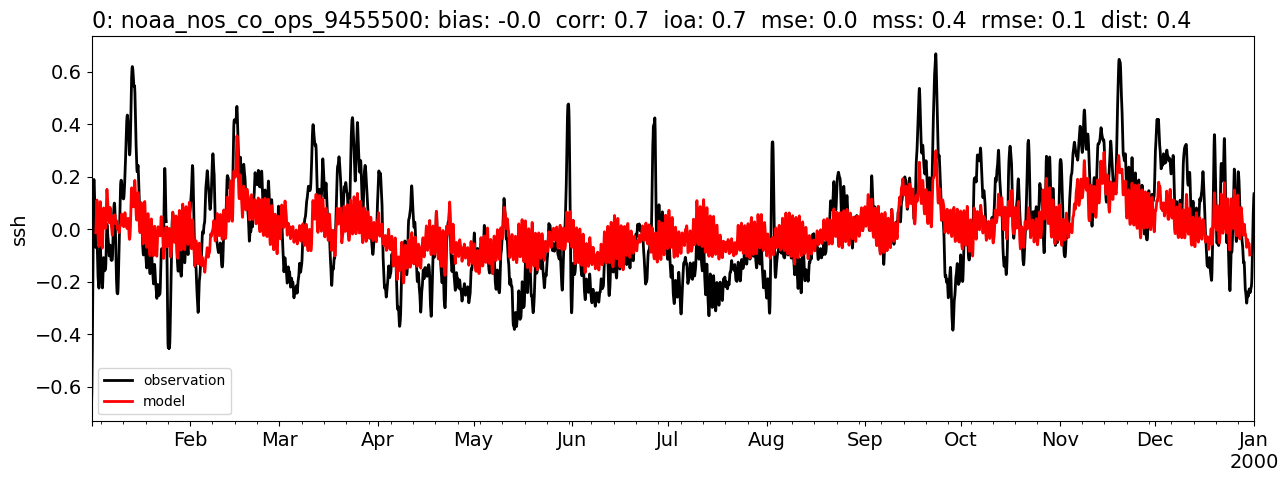 0: noaa_nos_co_ops_9455500: bias: -0.0  corr: 0.7  ioa: 0.7  mse: 0.0  mss: 0.4  rmse: 0.1  dist: 0.4
ssh
0.6
0.4
0.2
0.0
−0.2
−0.4
−0.6
observation
model
Feb Mar Apr May Jun Jul Aug Sep Oct Nov Dec Jan
2000